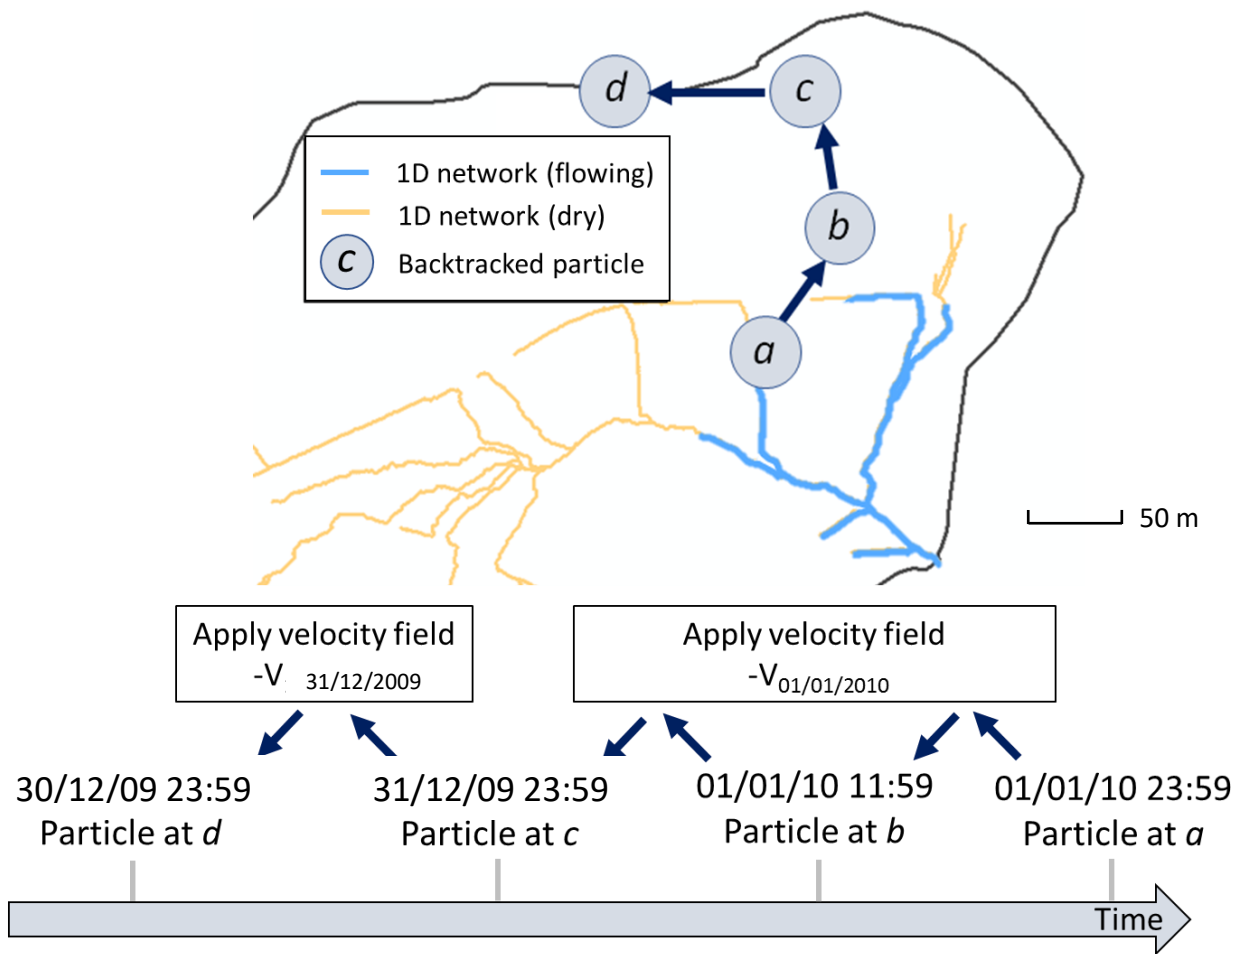 d
c
1D network (flowing)
1D network (dry)
c Backtracked particle
b
a
50 m
Apply velocity field
-V 31/12/2009
Apply velocity field
-V01/01/2010
30/12/09 23:59
Particle at d
31/12/09 23:59
Particle at c
01/01/10 11:59
Particle at b
01/01/10 23:59
Particle at a
Time